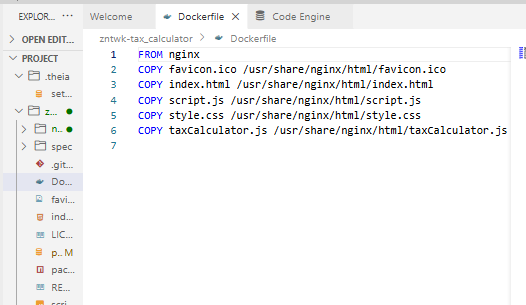 EXPLOR...
Welcome
Dockerfile
Code Engine
OPEN EDIT...
zntwk-tax_calculator > Dockerfile
PROJECT
.theia
set...
z...
n...
spec
.git...
Do...
favi...
ind...
LIC...
p... M
pac...
RE...
1 FROM nginx
2 COPY favicon.ico /usr/share/nginx/html/favicon.ico
3 COPY index.html /usr/share/nginx/html/index.html
4 COPY script.js /usr/share/nginx/html/script.js
5 COPY style.css /usr/share/nginx/html/style.css
6 COPY taxCalculator.js /usr/share/nginx/html/taxCalculator.js
7